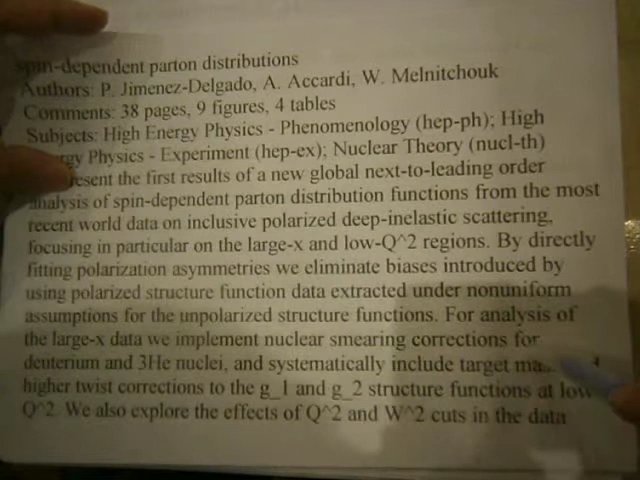 spin-dependent parton distributions
Authors: P. Jimenez-Delgado, A. Accardi, W. Melnitchouk
Comments: 38 pages, 9 figures, 4 tables
Subjects: High Energy Physics - Phenomenology (hep-ph); High
Physics - Experiment (hep-ex); Nuclear Theory (nucl-th)
the first results of a new global next-to-leading order
analysis of spin-dependent parton distribution functions from the most
recent world data on inclusive polarized deep-inelastic scattering,
focusing in particular on the large-x and low-Q^2 regions. By directly
fitting polarization asymmetries we eliminate biases introduced by
using polarized structure function data extracted under nonuniform
assumptions for the unpolarized structure functions. For analysis of
the large-x data we implement nuclear smearing corrections for
deuterium and 3He nuclei, and systematically include target
higher twist corrections to the g_1 and g_2 structure functions at low
Q^2. We also explore the effects of Q^2 and W^2 cuts in the data